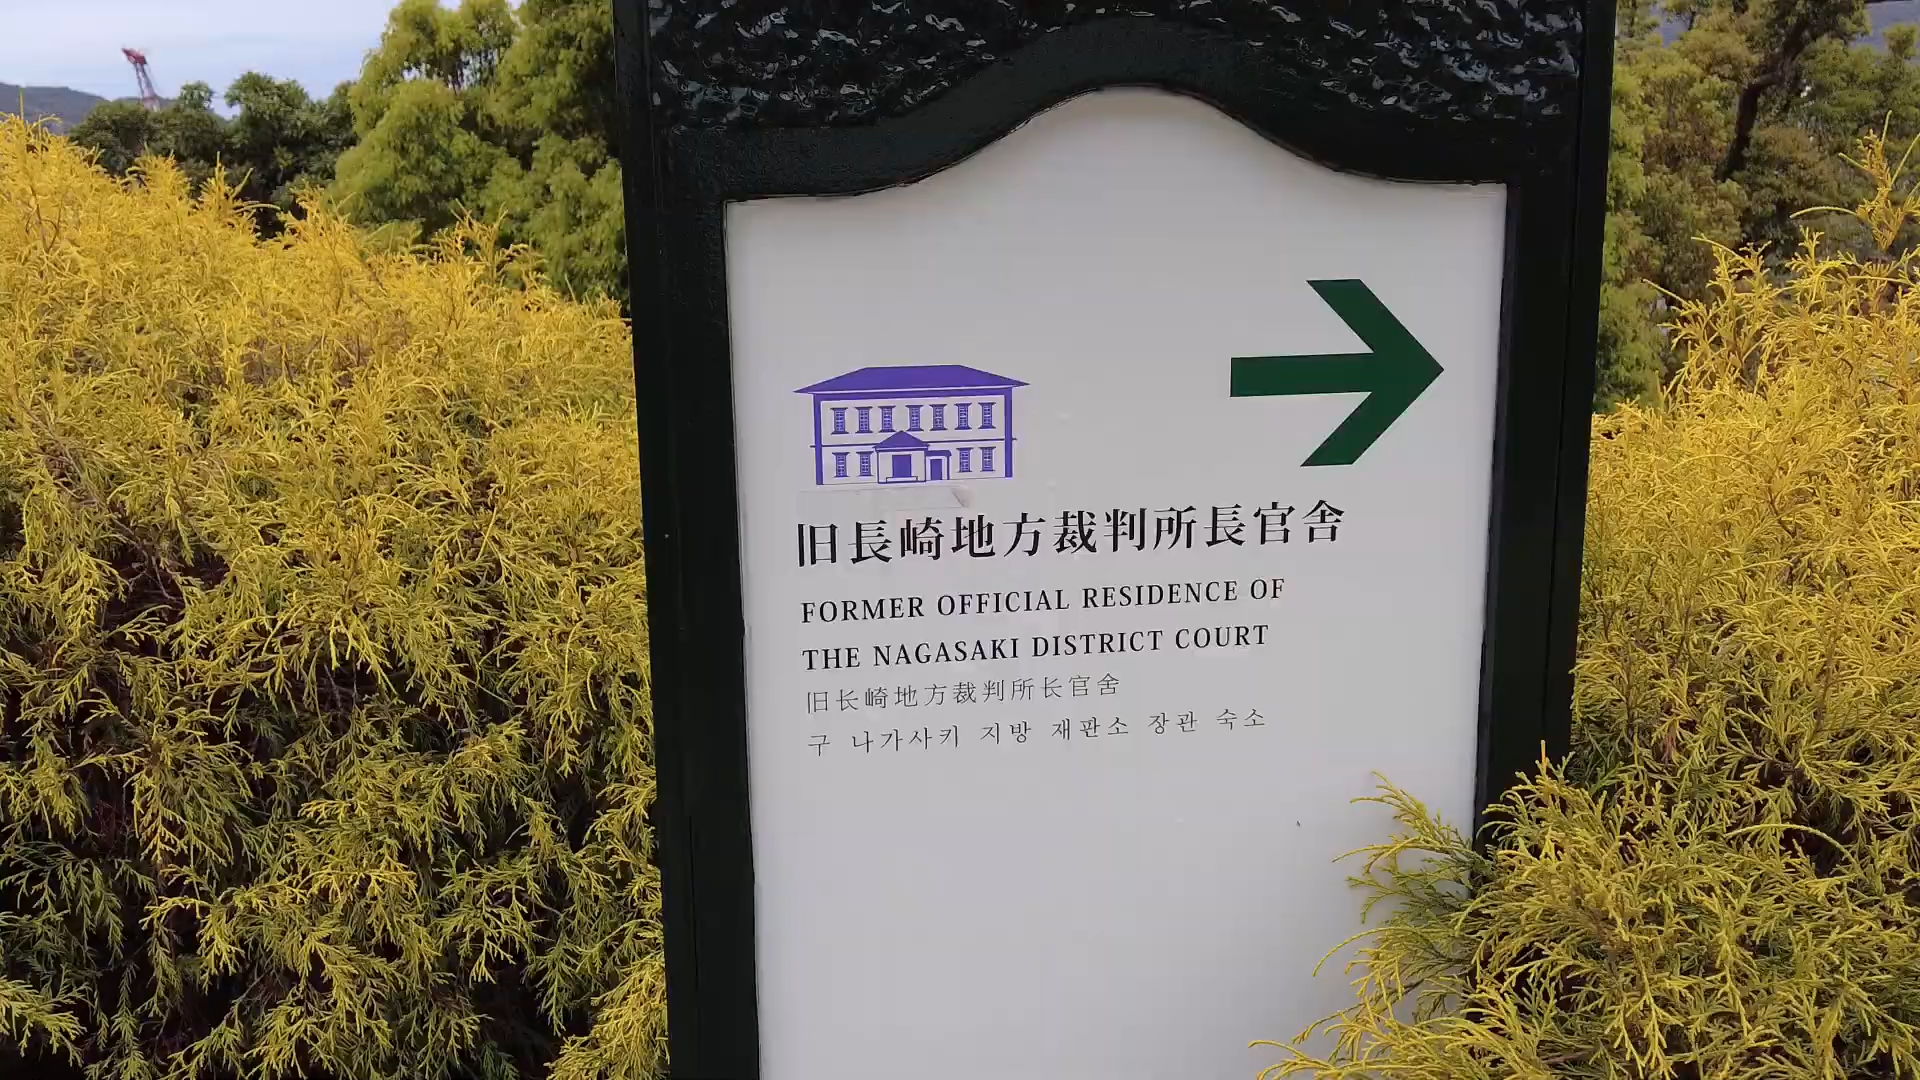 旧長崎地方裁判所長官舎
FORMER OFFICIAL RESIDENCE OF
THE NAGASAKI DISTRICT COURT
旧长崎地方裁判所长官舍
구 나가사키 지방 재판소 장관 숙소